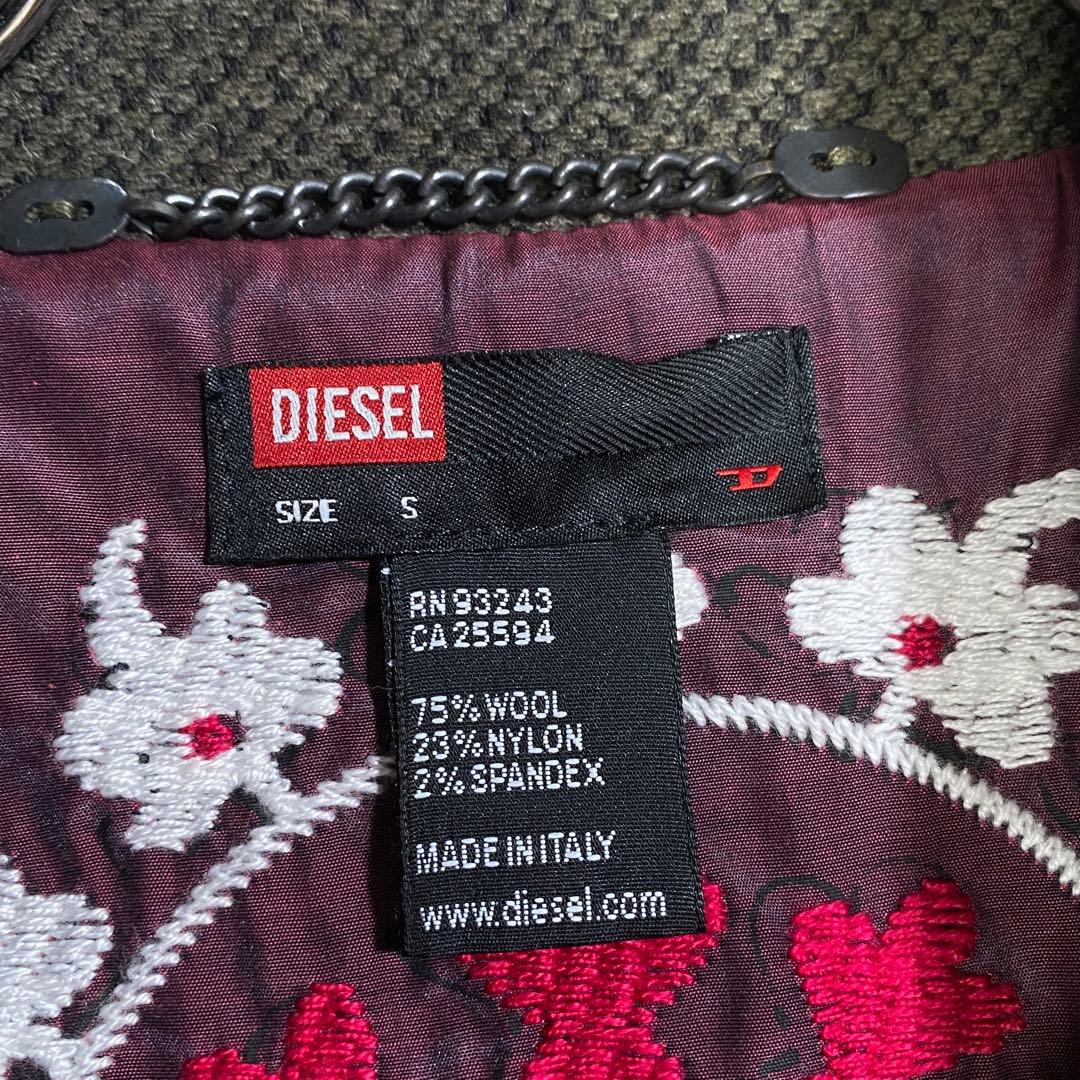 DIESEL
SIZE S
RN 93243
CA 25594
75% WOOL
23% NYLON
2% SPANDEX
MADE IN ITALY
www.diesel.com